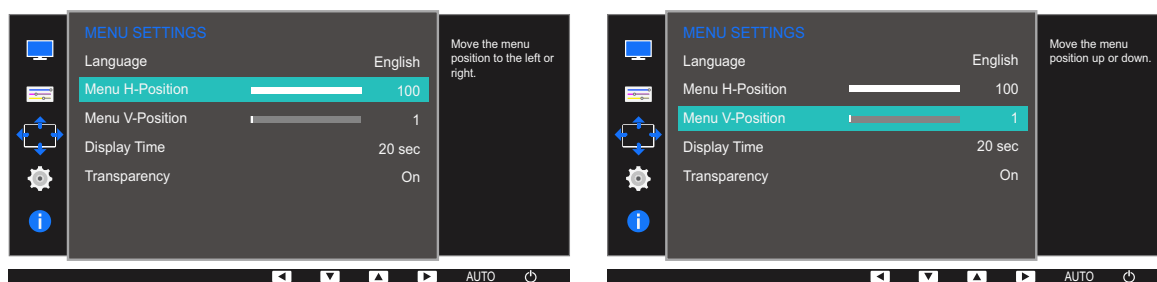 MENU SETTINGS
Language English
Menu H-Position 100
Menu V-Position 1
Display Time 20 sec
Transparency On
Move the menu
position to the left or
right.
AUTO
MENU SETTINGS
Language English
Menu H-Position 100
Menu V-Position 1
Display Time 20 sec
Transparency On
Move the menu
position up or down.
AUTO